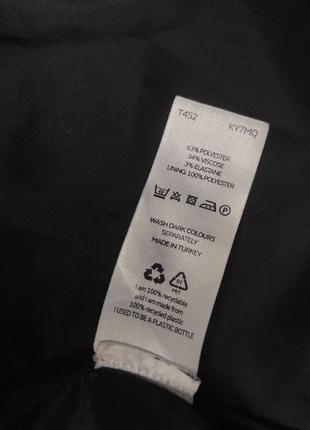 T452 KY7MQ
63% POLYESTER
34% VISCOSE
3% ELASTANE
LINING: 100% POLYESTER
WASH DARK COLOURS
SEPARATELY
MADE IN TURKEY
01
PET
I am 100% recyclable
and I am made from
100% recycled plastic
I USED TO BE A PLASTIC BOTTLE